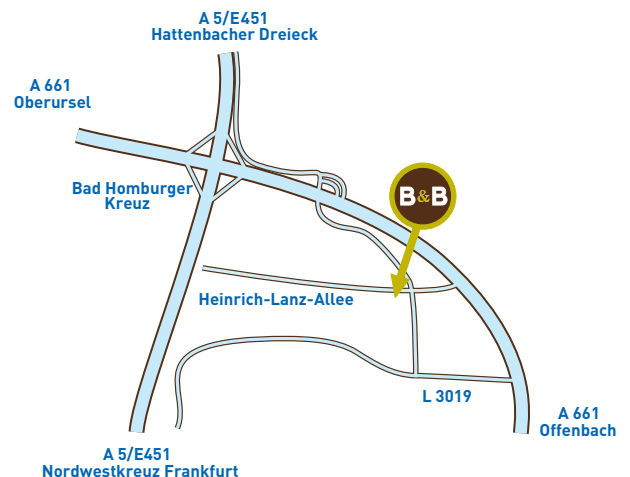 A 5/E451
Hattenbacher Dreieck
A 661
Oberursel
Bad Homburger
Kreuz
B&B
Heinrich-Lanz-Allee
L 3019
A 661
Offenbach
A 5/E451
Nordwestkreuz Frankfurt